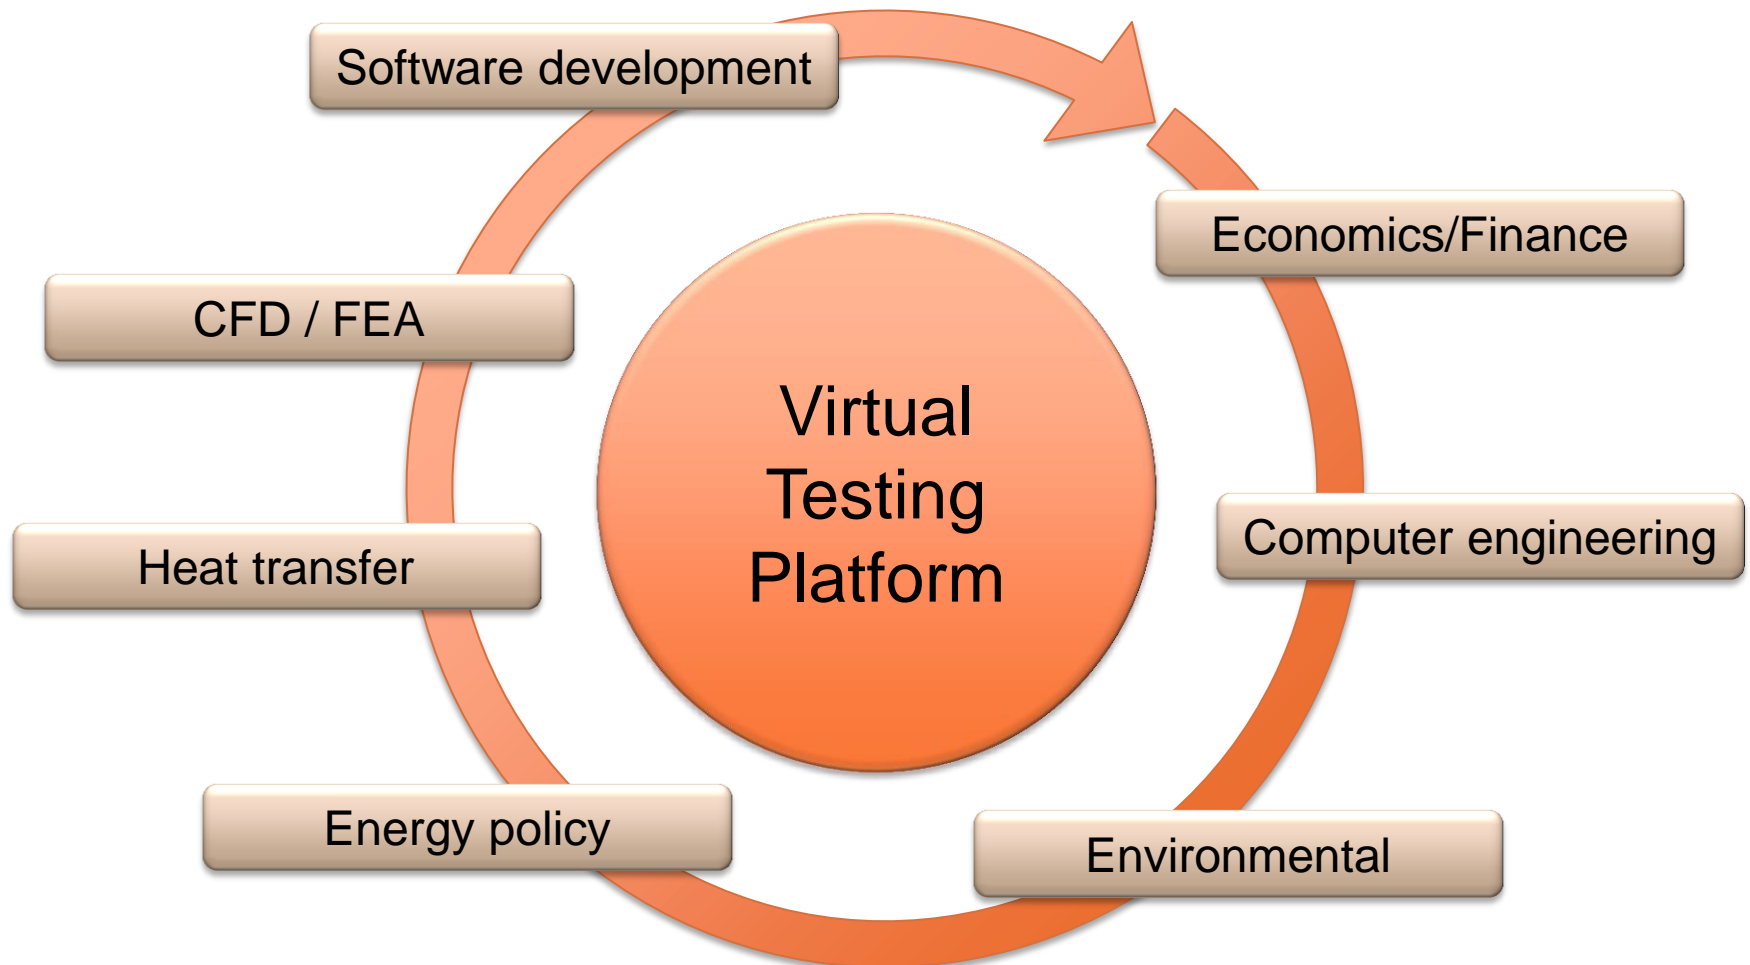 Software development
Economics/Finance
CFD / FEA
Virtual
Testing
Platform
Computer engineering
Heat transfer
Energy policy
Environmental